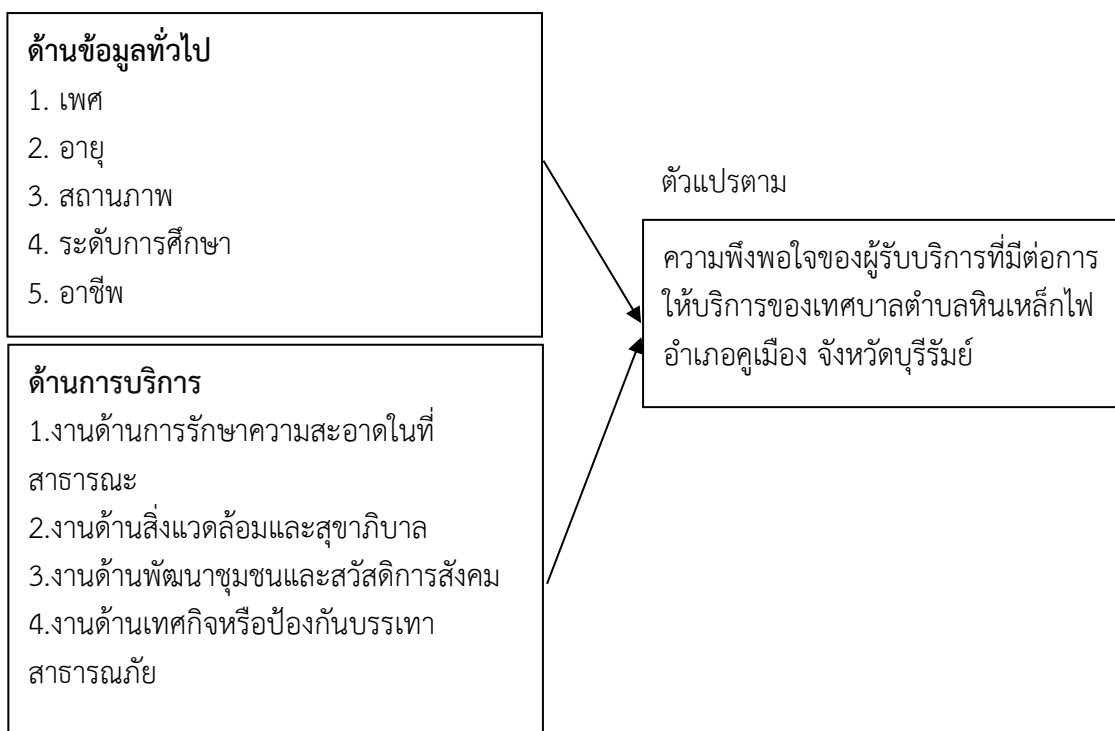 ด้านข้อมูลทั่วไป
1. เพศ
2. อายุ
3. สถานภาพ
4. ระดับการศึกษา
5. อาชีพ
ด้านการบริการ
1.งานด้านการรักษาความสะอาดในที่
สาธารณะ
2.งานด้านสิ่งแวดล้อมและสุขาภิบาล
3.งานด้านพัฒนาชุมชนและสวัสดิการสังคม
4.งานด้านเทศกิจหรือป้องกันบรรเทา
สาธารณภัย
ตัวแปรตาม
ความพึงพอใจของผู้รับบริการที่มีต่อการ
ให้บริการของเทศบาลตำบลหินเหล็กไฟ
อำเภอคูเมือง จังหวัดบุรีรัมย์